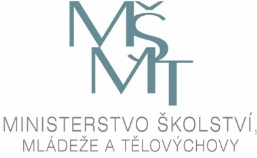 MŠ
MT
MINISTERSTVO ŠKOLSTVÍ,
MLÁDEŽE A TĚLOVÝCHOVY